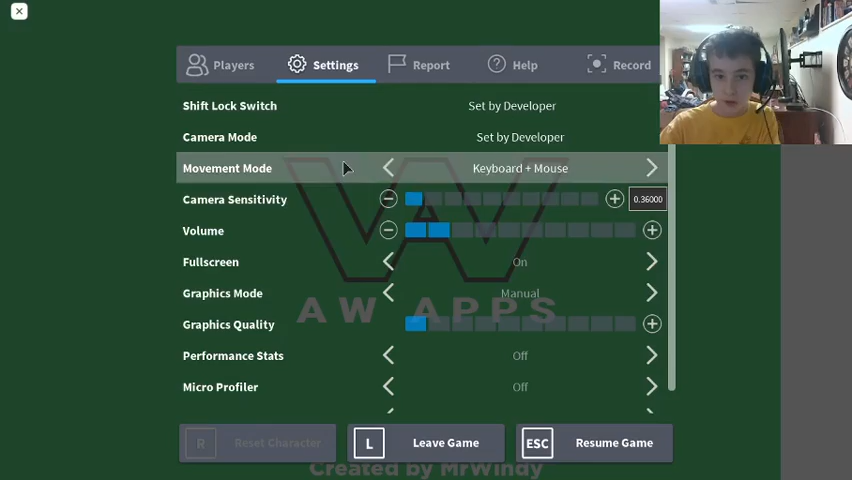 Players Settings Report Help Record
Shift Lock Switch Set by Developer
Camera Mode Set by Developer
Movement Mode Keyboard + Mouse
Camera Sensitivity 0.36000
Volume
Fullscreen On
Graphics Mode Manual
AW APPS
Graphics Quality
Performance Stats Off
Micro Profiler Off
R Reset Character L Leave Game ESC Resume Game
Created by MrWindy